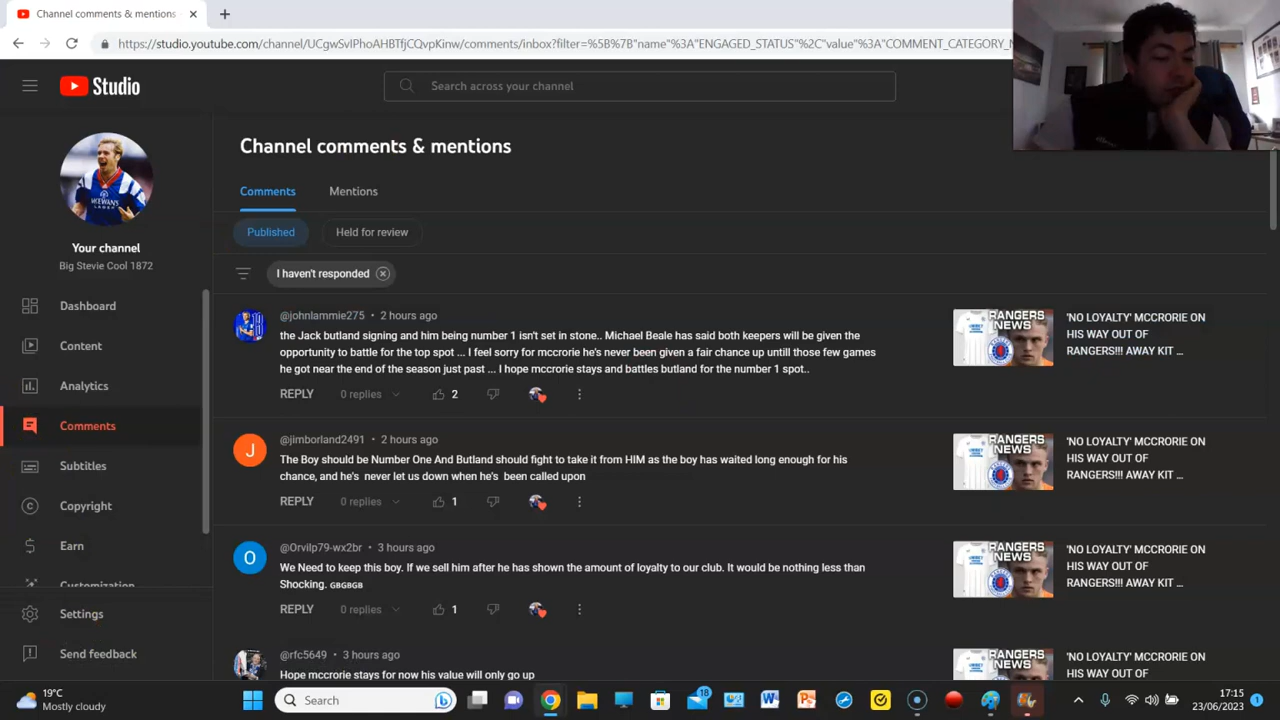 Channel comments & mentions
https://studio.youtube.com/channel/UCgwSvIPhoAHBTfjCQvpKinw/comments/inbox?filter=%5B%7B"name"%3A"ENGAGED_STATUS"%2C"value"%3A"COMMENT_CATEGORY_
Studio
Search across your channel
Your channel
Big Stevie Cool 1872
Dashboard
Content
Analytics
Comments
Subtitles
Copyright
Earn
Customization
Settings
Send feedback
Channel comments & mentions
Comments
Mentions
Published
Held for review
I haven't responded
@johnlammie275 • 2 hours ago
the Jack butland signing and him being number 1 isn't set in stone.. Michael Beale has said both keepers will be given the
opportunity to battle for the top spot ... I feel sorry for mccrorie he's never been given a fair chance up untill those few games
he got near the end of the season just past ... I hope mccrorie stays and battles butland for the number 1 spot..
REPLY 0 replies 2
RANGERS
NEWS
'NO LOYALTY' MCCRORIE ON
HIS WAY OUT OF
RANGERS!!! AWAY KIT ...
J
@jimborland2491 • 2 hours ago
The Boy should be Number One And Butland should fight to take it from HIM as the boy has waited long enough for his
chance, and he's never let us down when he's been called upon
REPLY 0 replies 1
RANGERS
NEWS
'NO LOYALTY' MCCRORIE ON
HIS WAY OUT OF
RANGERS!!! AWAY KIT ...
O
@Orvilp79-wx2br • 3 hours ago
We Need to keep this boy. If we sell him after he has shown the amount of loyalty to our club. It would be nothing less than
Shocking. GBGBGB
REPLY 0 replies 1
RANGERS
NEWS
'NO LOYALTY' MCCRORIE ON
HIS WAY OUT OF
RANGERS!!! AWAY KIT ...
@rfc5649 • 3 hours ago
Hope mccrorie stays for now his value will only go up
RANGERS
'NO LOYALTY' MCCRORIE ON
HIS WAY OUT OF
19°C
Mostly cloudy
Search
18
17:15
23/06/2023
1